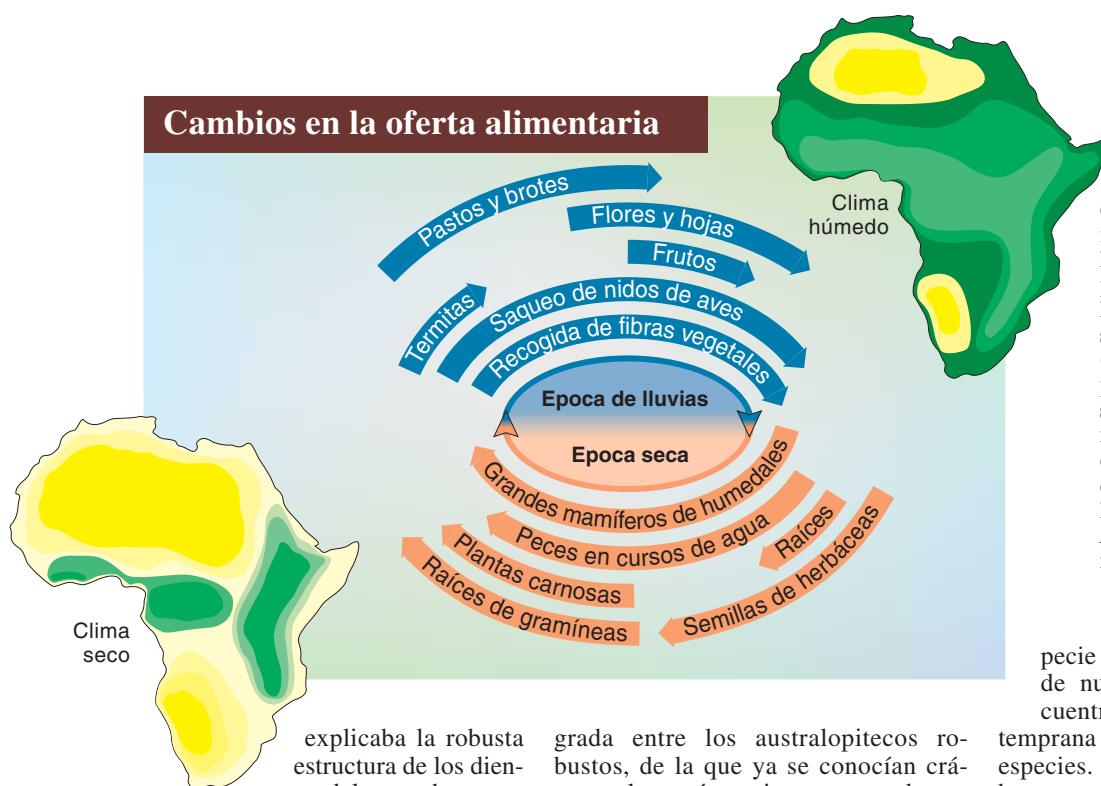 Cambios en la oferta alimentaria
Clima
húmedo
Pastos y brotes
Flores y hojas
Frutos
Termitas
Saqueo de nidos de aves
Recogida de fibras vegetales
Epoca de lluvias
Epoca seca
Grandes mamíferos de humedales
Peces en cursos de agua
Raíces
Plantas carnosas
Semillas de herbáceas
Raíces de gramíneas
Clima
seco
explicaba la robusta
estructura de los dien-
grada entre los australopitecos ro-
bustos, de la que ya se conocían crá-
pecie
de nu
cuentr
temprana
especies.